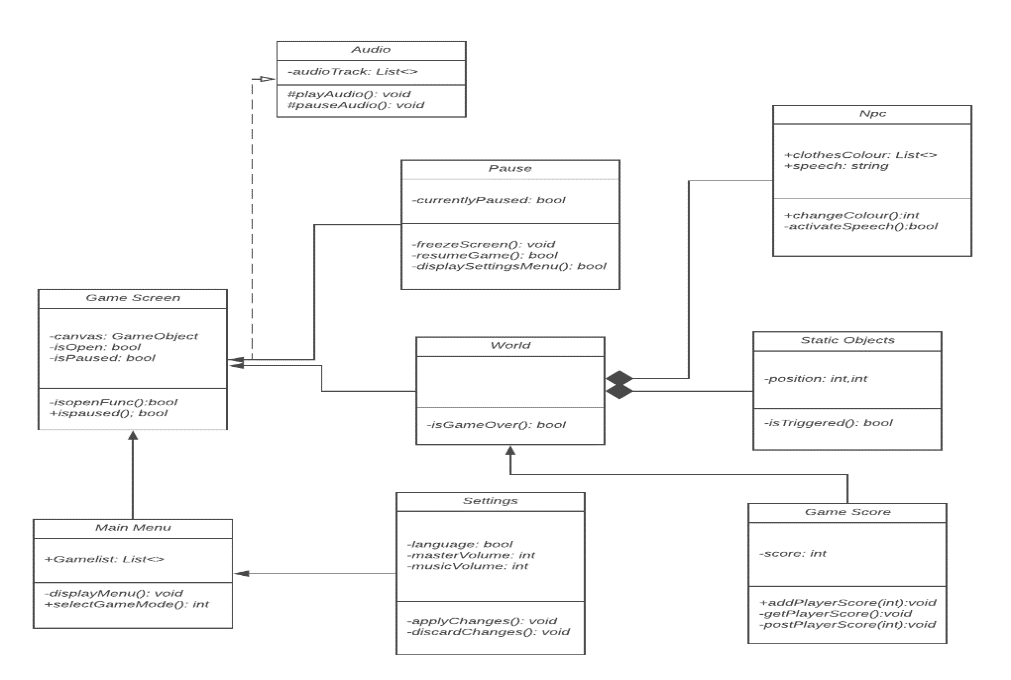 Audio
-audioTrack: List<>
#playAudio(): void
#pauseAudio(): void
Npc
+clothesColour: List<>
+speech: string
+changeColour():int
-activateSpeech():bool
Pause
-currentlyPaused: bool
-freezeScreen(): void
-resumeGame(): bool
-displaySettingsMenu(): bool
Game Screen
-canvas: GameObject
-isOpen: bool
-isPaused: bool
-isopenFunc():bool
+ispaused(); bool
World
-isGameOver(): bool
Static Objects
-position: int,int
-isTriggered(): bool
Main Menu
+Gamelist: List<>
-displayMenu(): void
+selectGameMode(): int
Settings
-language: bool
-masterVolume: int
-musicVolume: int
-applyChanges(): void
-discardChanges(): void
Game Score
-score: int
+addPlayerScore(int):void
-getPlayerScore():void
-postPlayerScore(int):void